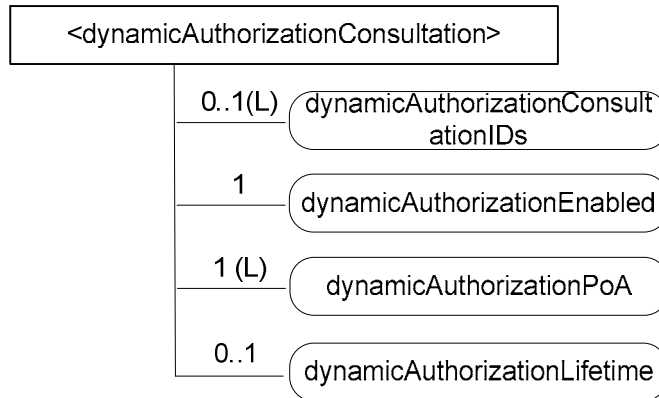 <dynamicAuthorizationConsultation>
0..1(L)
dynamicAuthorizationConsult
ationIDs
1
dynamicAuthorizationEnabled
1 (L)
dynamicAuthorizationPoA
0..1
dynamicAuthorizationLifetime